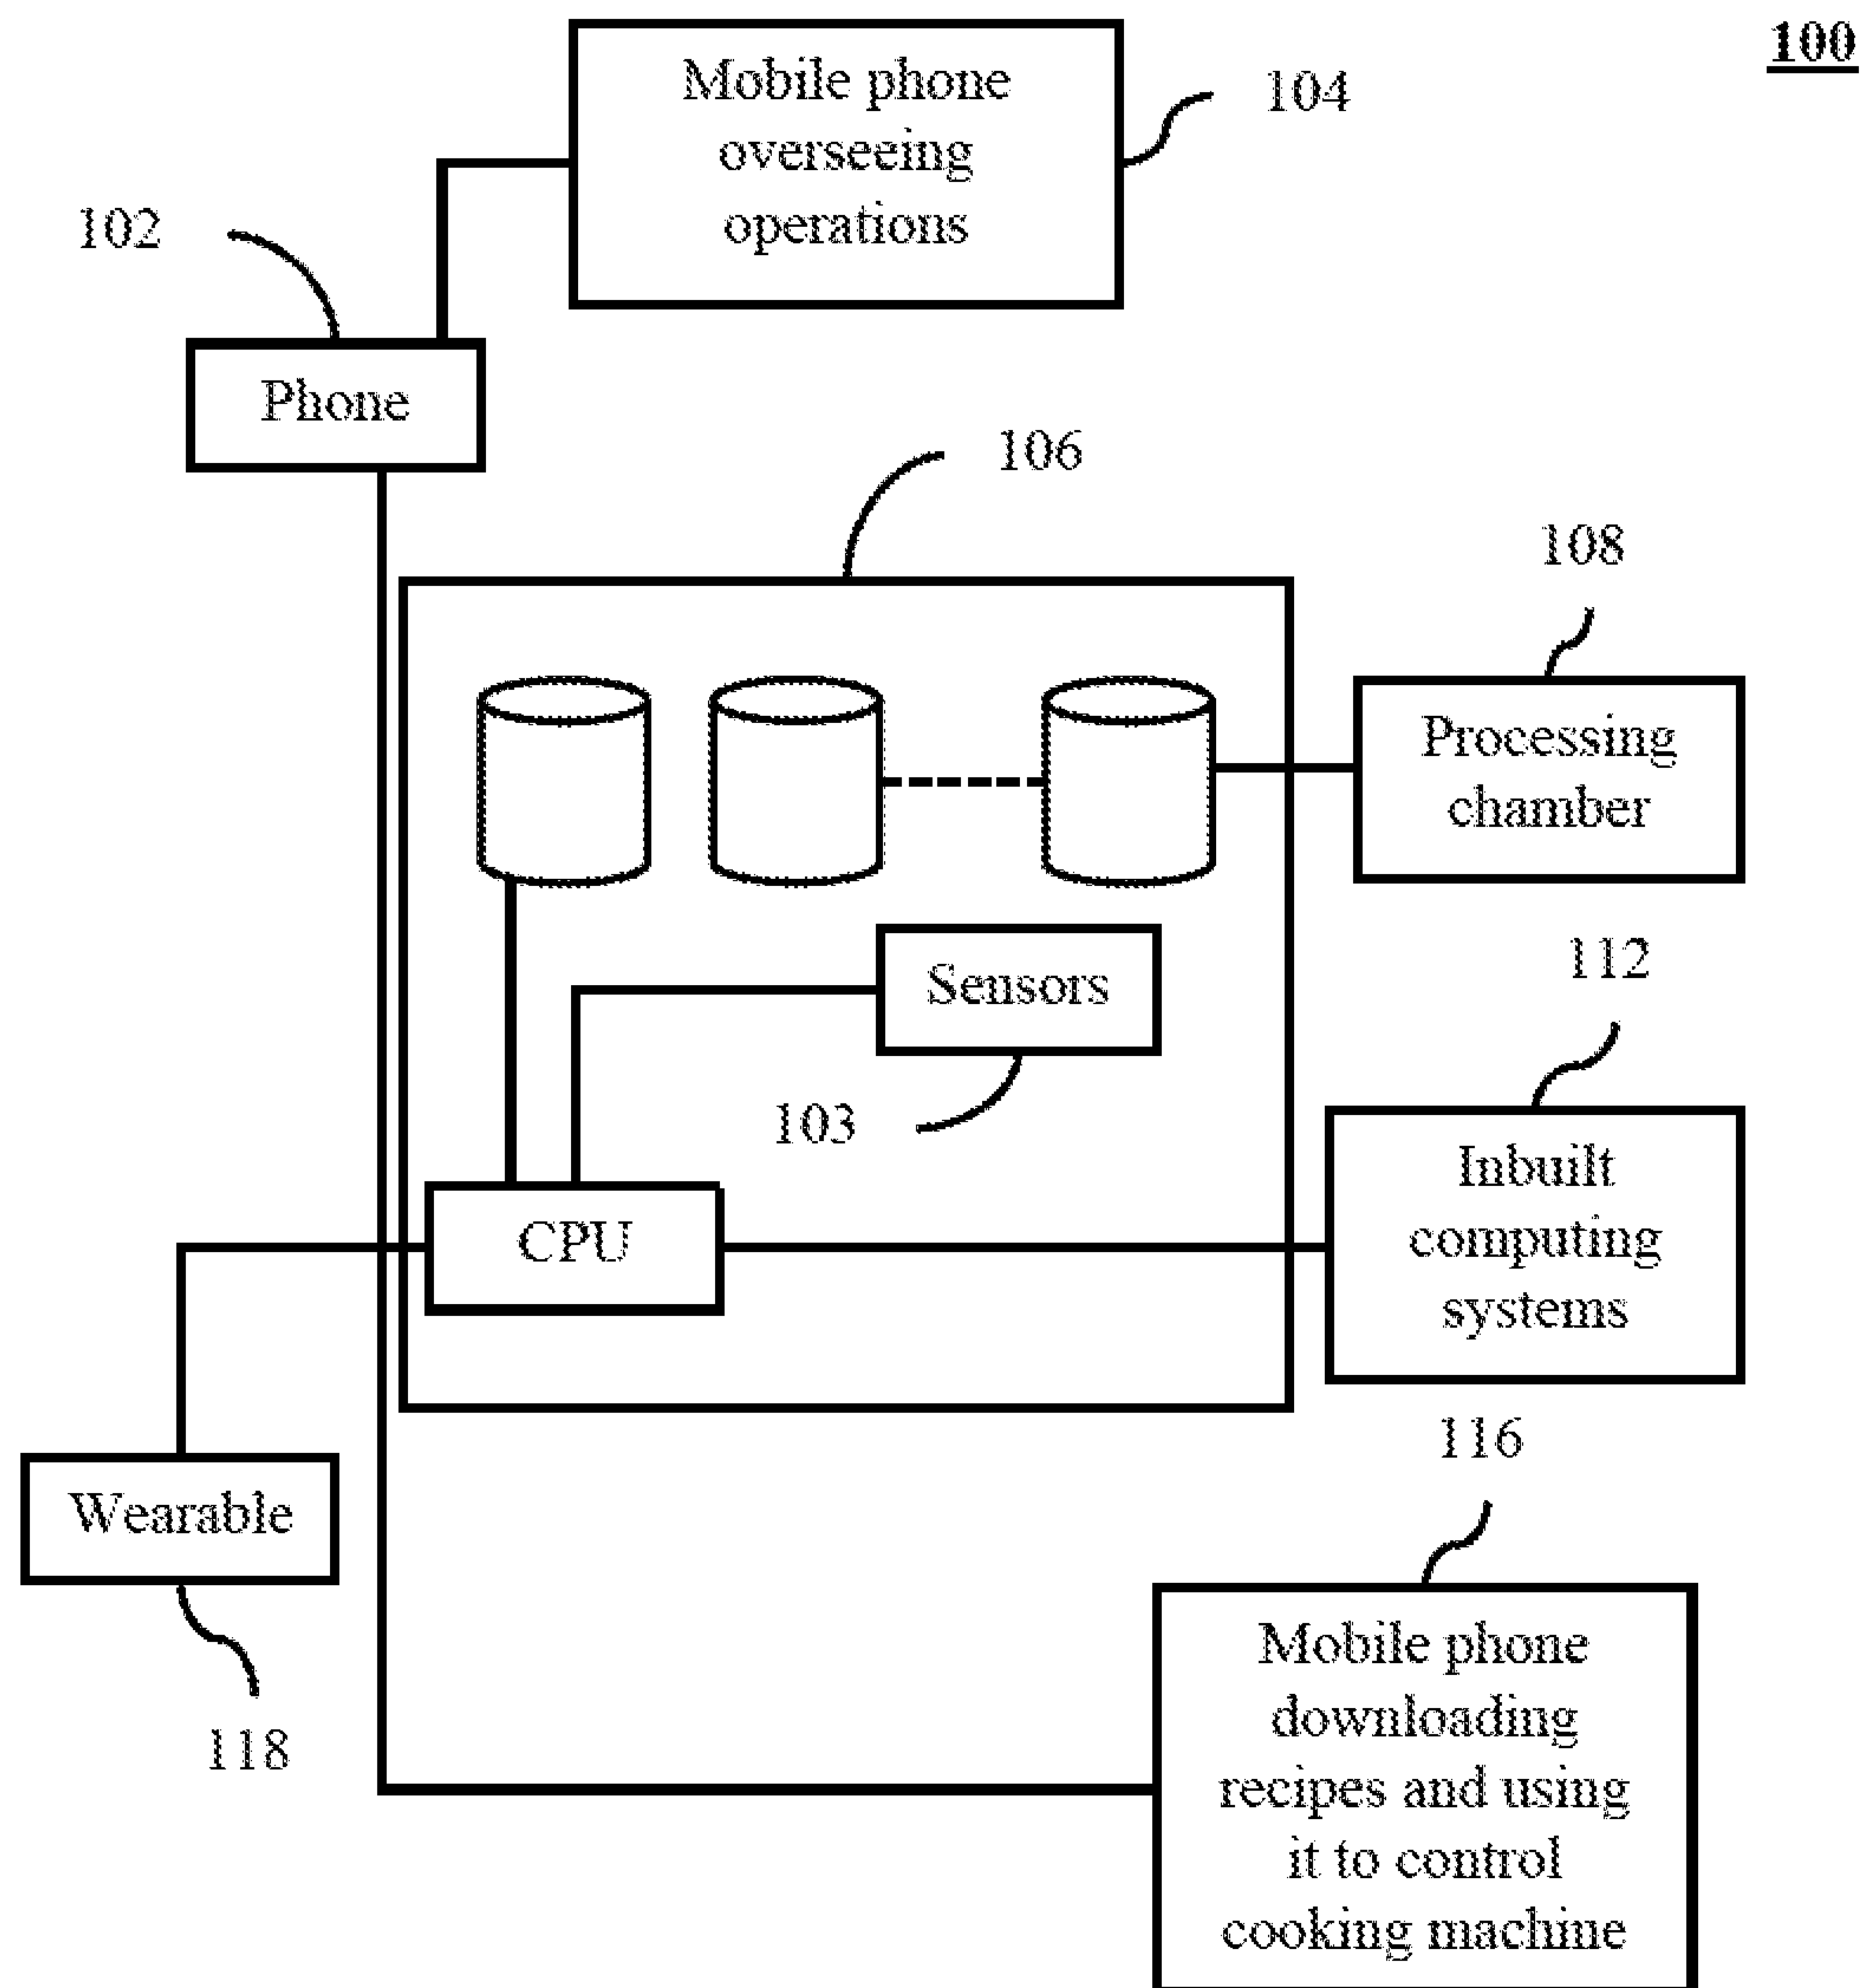 100
Mobile phone
overseeing
operations
104
102
Phone
106
108
Processing
chamber
Sensors
103
112
Inbuilt
computing
systems
CPU
116
Wearable
118
Mobile phone
downloading
recipes and using
it to control
cooking machine